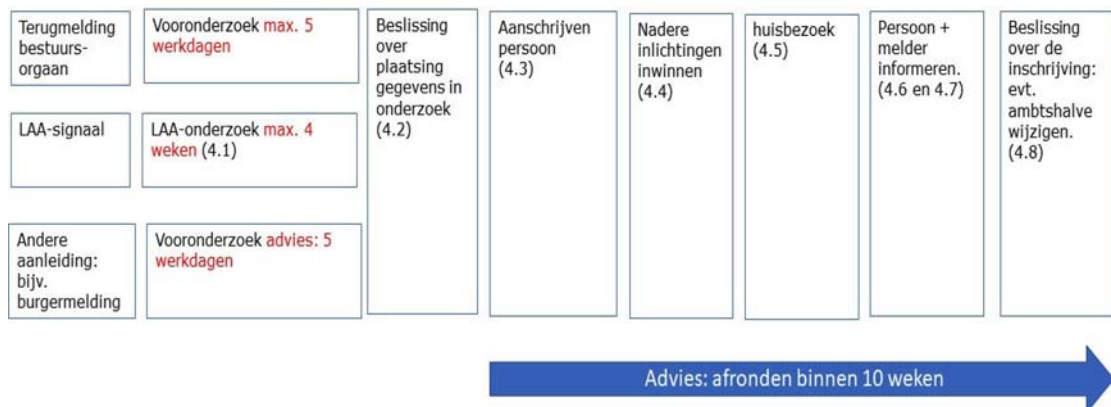 Terugmelding
bestuurs-
orgaan
Vooronderzoek max. 5
werkdagen
LAA-signaal
LAA-onderzoek max. 4
weken (4.1)
Andere
aanleiding:
bijv.
burgermelding
Vooronderzoek advies: 5
werkdagen
Beslissing
over
plaatsing
gegevens in
onderzoek
(4.2)
Aanschrijven
persoon
(4.3)
Nadere
inlichtingen
inwinnen
(4.4)
huisbezoek
(4.5)
Persoon +
melder
informeren.
(4.6 en 4.7)
Beslissing
over de
inschrijving:
evt.
ambtshalve
wijzigen.
(4.8)
Advies: afronden binnen 10 weken